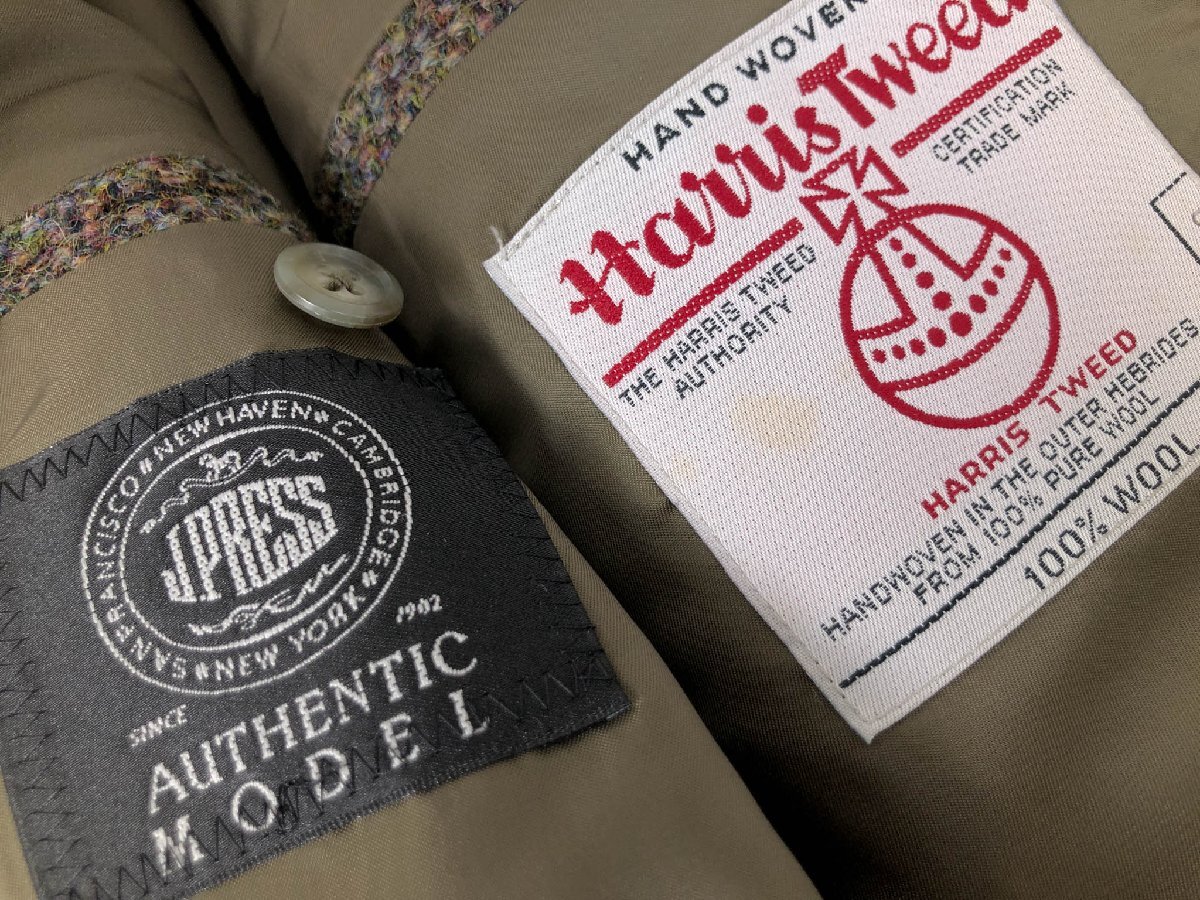 SAN FRANCISCO * NEW HAVEN * CAMBRIDGE * NEW YORK *
J.PRESS
SINCE 1902
AUTHENTIC
MODEL
HAND WOVEN
Harris Tweed
CERTIFICATION
TRADE MARK
THE HARRIS TWEED
AUTHORITY
HARRIS TWEED
HANDWOVEN IN THE OUTER HEBRIDES
FROM 100% PURE WOOL
100% WOOL